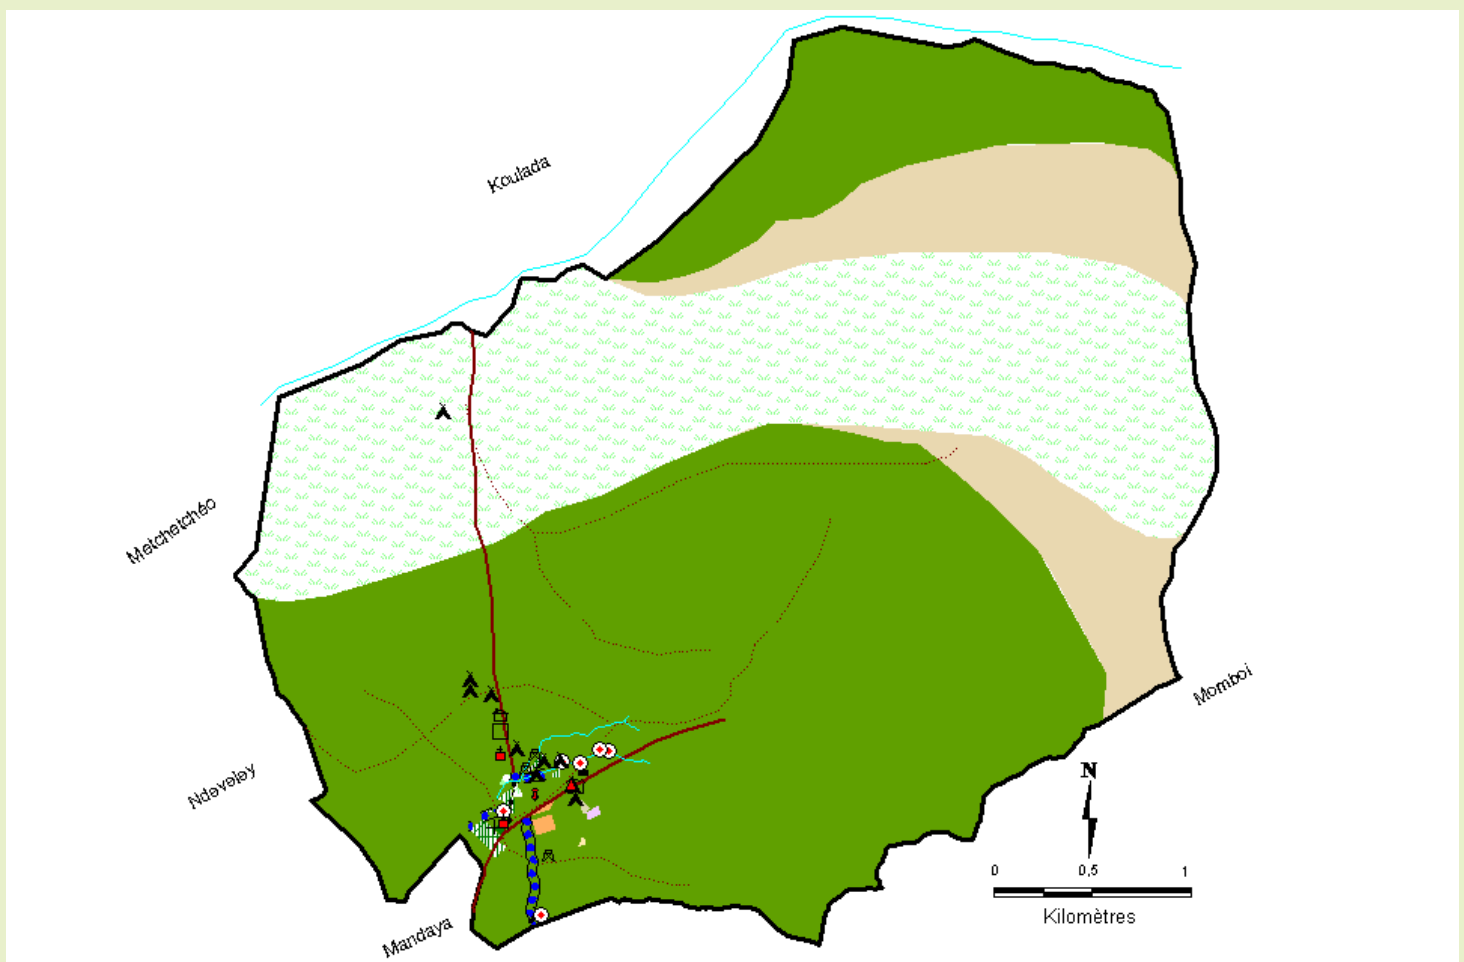 Koulada
Metchetchéo
Momboi
Ndəvələy
Mandaya
N
0 0,5 1
Kilomètres